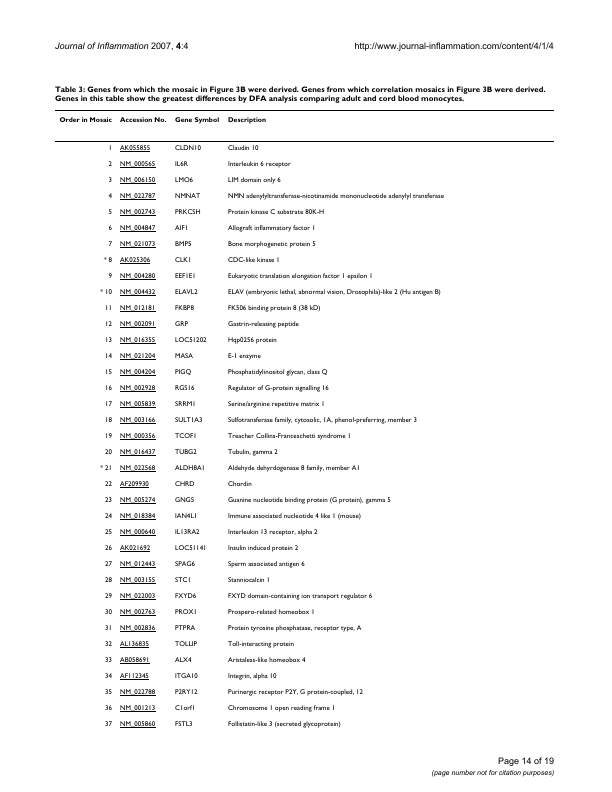 Journal of Inflammation 2007, 4:4 http://www.journal-inflammation.com/content/4/1/4
Table 3: Genes from which the mosaic in Figure 3B were derived. Genes from which correlation mosaics in Figure 3B were derived.
Genes in this table show the greatest differences by DFA analysis comparing adult and cord blood monocytes.
Order in Mosaic Accession No. Gene Symbol Description
1 AK055855 CLDN10 Claudin 10
2 NM_000565 IL6R Interleukin 6 receptor
3 NM_006150 LMO6 LIM domain only 6
4 NM_022787 NMNAT NMN adenylyltransferase-nicotinamide mononucleotide adenylyl transferase
5 NM_002743 PRKCSH Protein kinase C substrate 80K-H
6 NM_004847 AIF1 Allograft inflammatory factor 1
7 NM_021073 BMP5 Bone morphogenetic protein 5
* 8 AK025306 CLK1 CDC-like kinase 1
9 NM_004280 EEF1E1 Eukaryotic translation elongation factor 1 epsilon 1
* 10 NM_004432 ELAVL2 ELAV (embryonic lethal, abnormal vision, Drosophila)-like 2 (Hu antigen B)
11 NM_012181 FKBP8 FK506 binding protein 8 (38 kD)
12 NM_002091 GRP Gastrin-releasing peptide
13 NM_016355 LOC51202 Hqp0256 protein
14 NM_021204 MASA E-1 enzyme
15 NM_004204 PIGQ Phosphatidylinositol glycan, class Q
16 NM_002928 RGS16 Regulator of G-protein signalling 16
17 NM_005839 SRRM1 Serine/arginine repetitive matrix 1
18 NM_003166 SULT1A3 Sulfotransferase family, cytosolic, 1A, phenol-preferring, member 3
19 NM_000356 TCOF1 Treacher Collins-Franceschetti syndrome 1
20 NM_016437 TUBG2 Tubulin, gamma 2
* 21 NM_022568 ALDH8A1 Aldehyde dehydrogenase 8 family, member A1
22 AF209930 CHRD Chordin
23 NM_005274 GNG5 Guanine nucleotide binding protein (G protein), gamma 5
24 NM_018384 IAN4L1 Immune associated nucleotide 4 like 1 (mouse)
25 NM_000640 IL13RA2 Interleukin 13 receptor, alpha 2
26 AK021692 LOC51141 Insulin induced protein 2
27 NM_012443 SPAG6 Sperm associated antigen 6
28 NM_003155 STC1 Stanniocalcin 1
29 NM_022003 FXYD6 FXYD domain-containing ion transport regulator 6
30 NM_002763 PROX1 Prospero-related homeobox 1
31 NM_002836 PTPRA Protein tyrosine phosphatase, receptor type, A
32 AL136835 TOLLIP Toll-interacting protein
33 AB058691 ALX4 Aristaless-like homeobox 4
34 AF112345 ITGA10 Integrin, alpha 10
35 NM_022788 P2RY12 Purinergic receptor P2Y, G protein-coupled, 12
36 NM_001213 C1orf1 Chromosome 1 open reading frame 1
37 NM_005860 FSTL3 Follistatin-like 3 (secreted glycoprotein)
Page 14 of 19
(page number not for citation purposes)